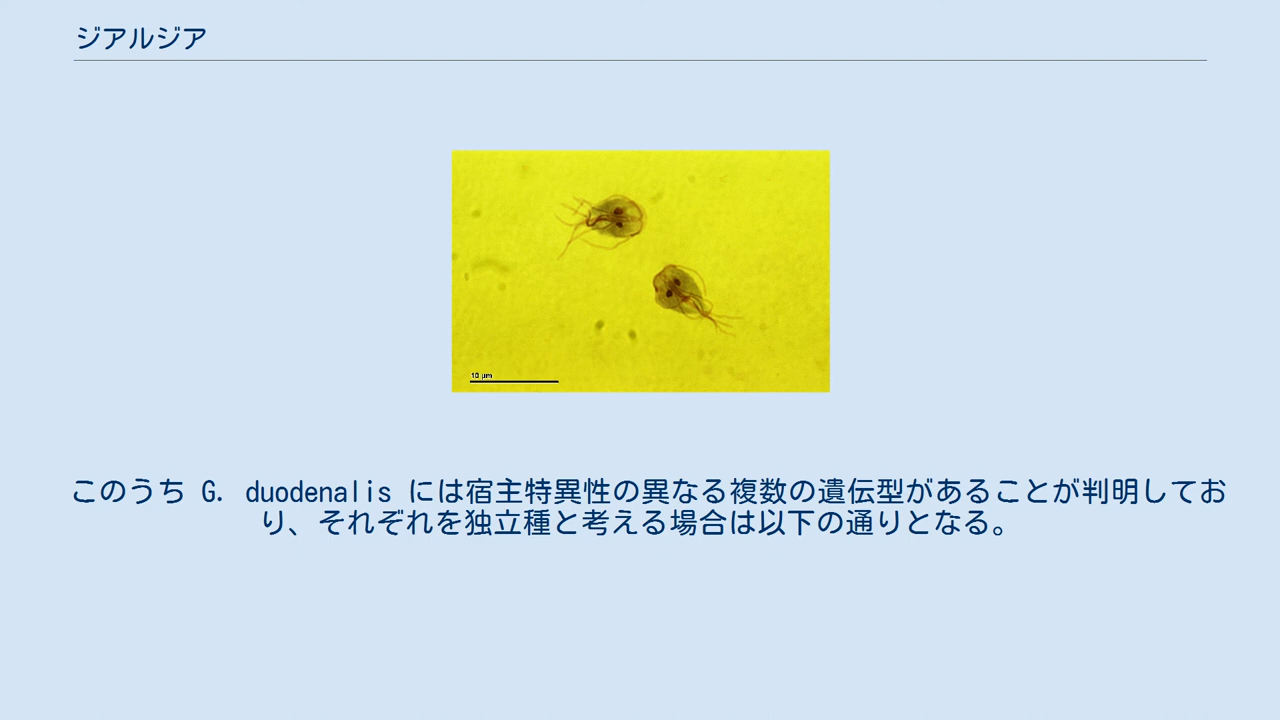 ジアルジア
10 µm
このうち G. duodenalis には宿主特異性の異なる複数の遺伝型があることが判明してお
り、それぞれを独立種と考える場合は以下の通りとなる。